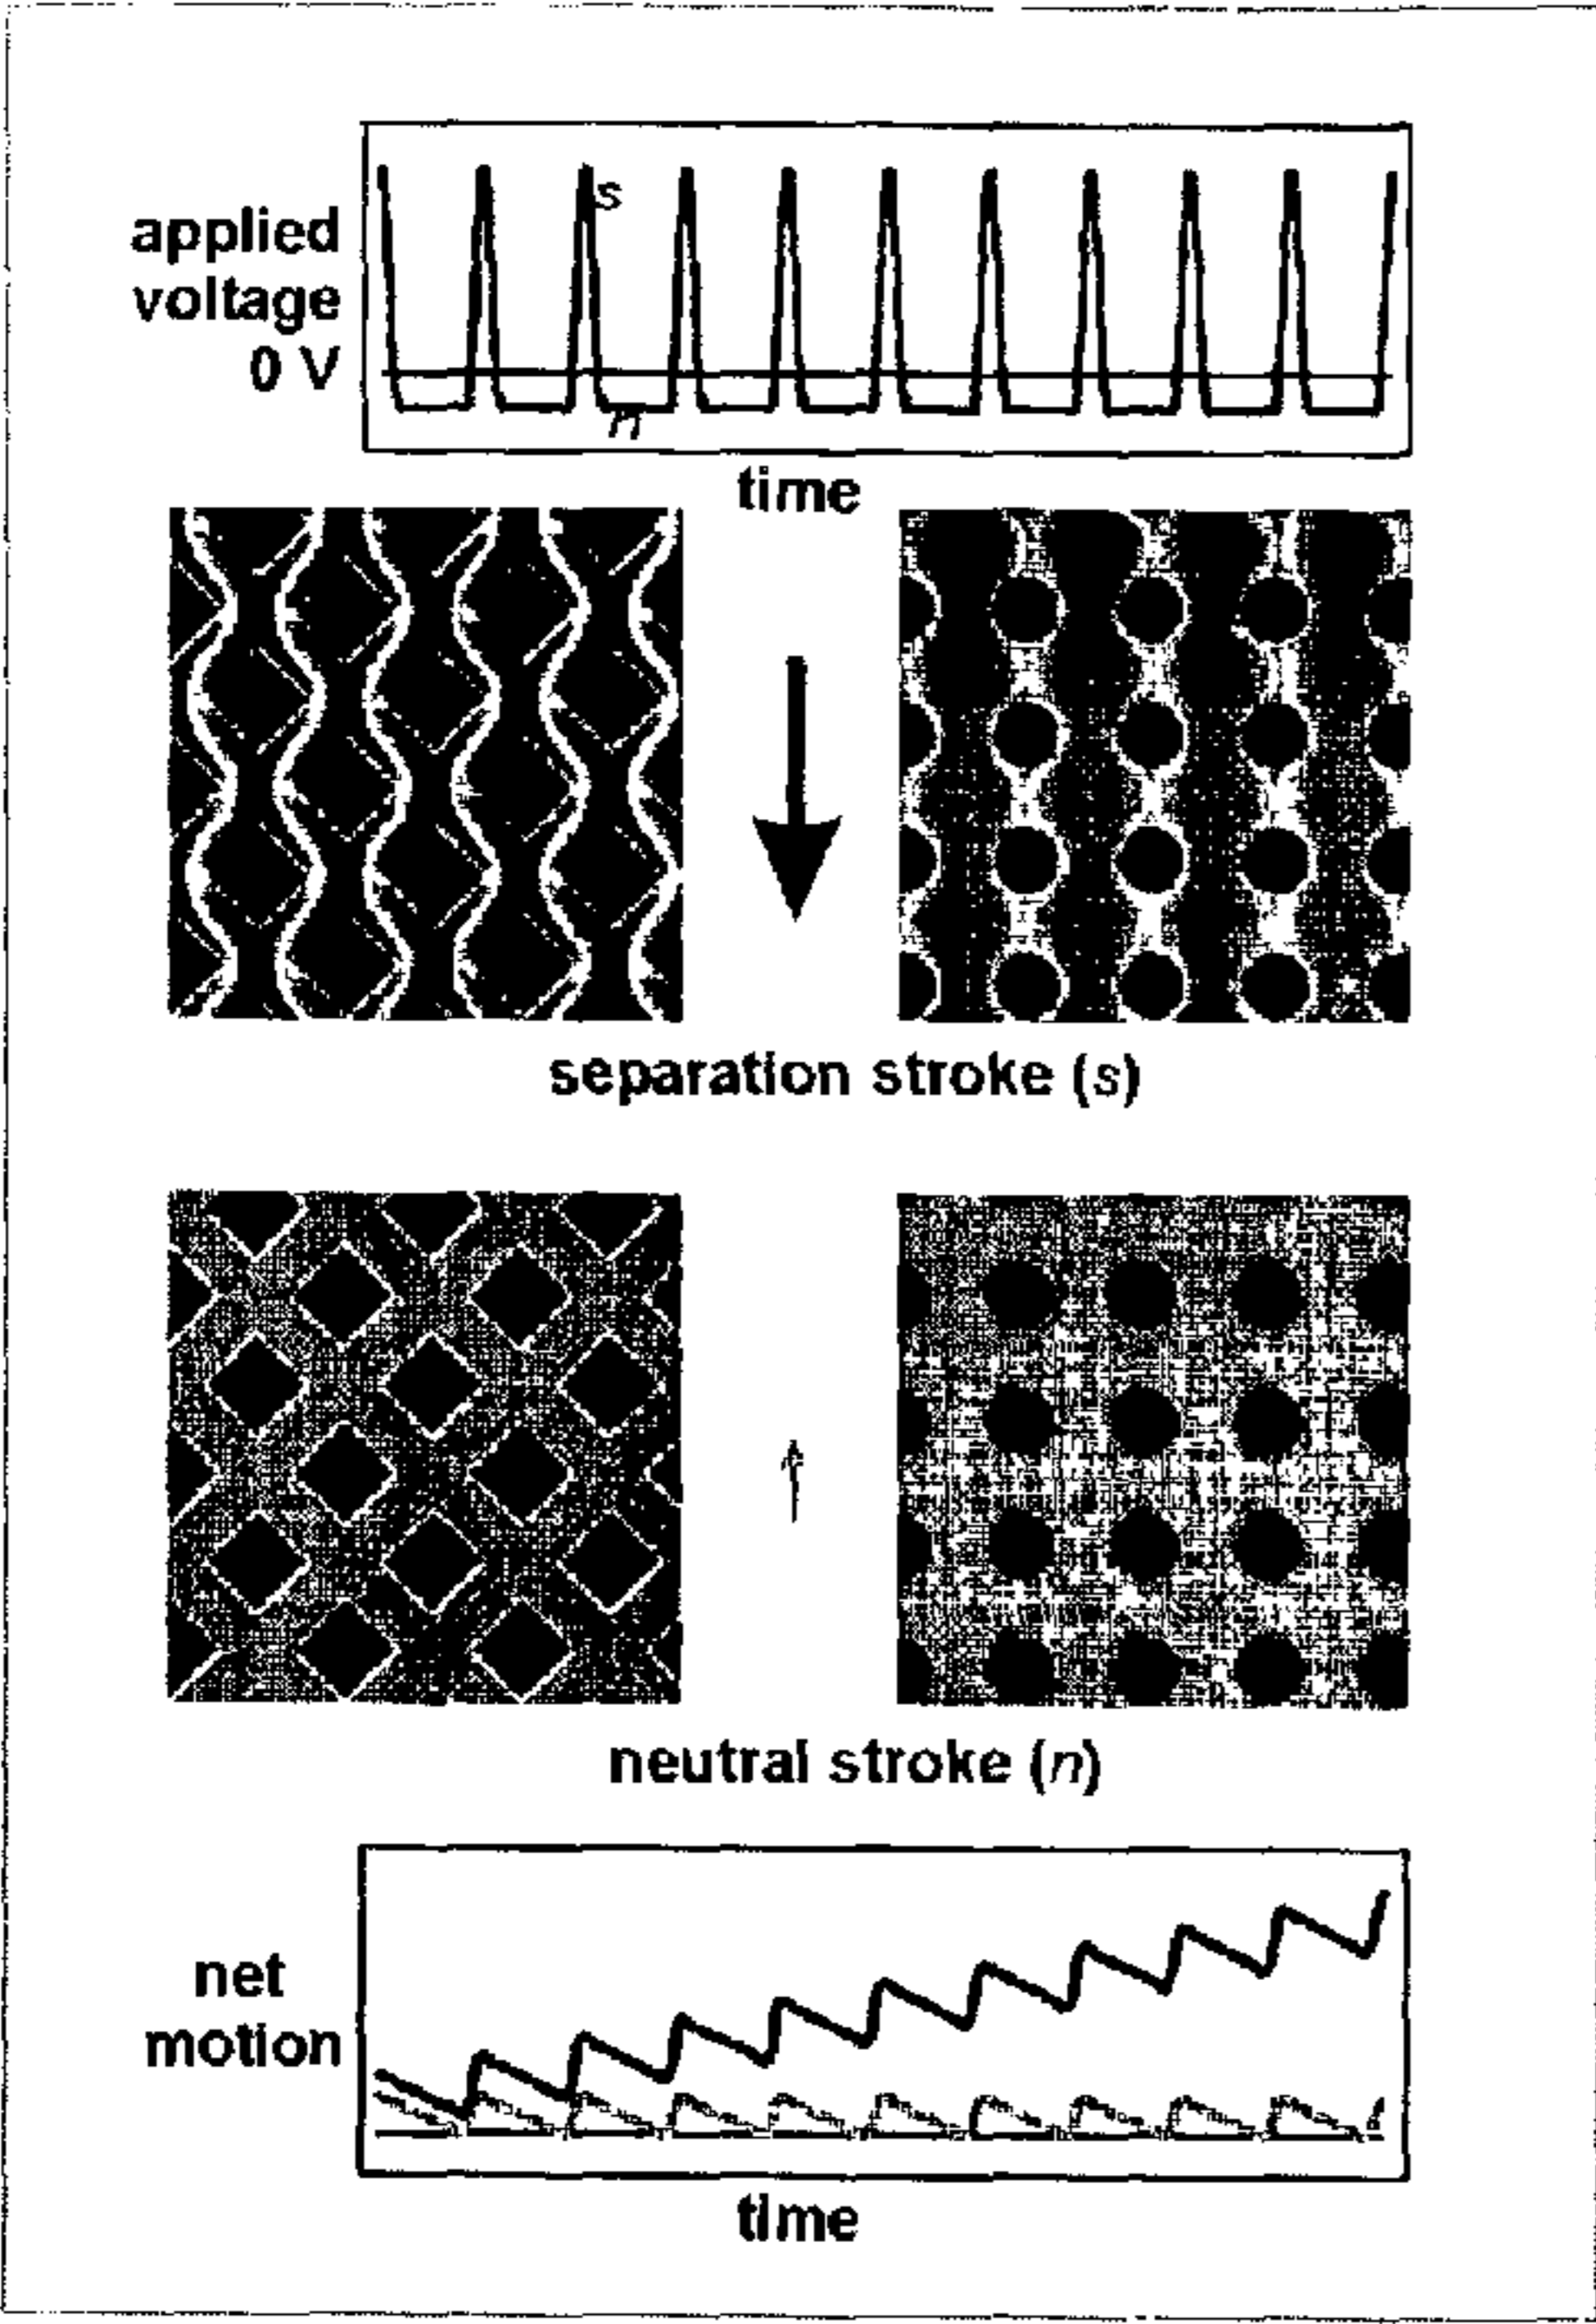 s
applied
voltage
0 V
n
time
separation stroke (s)
neutral stroke (n)
net
motion
time